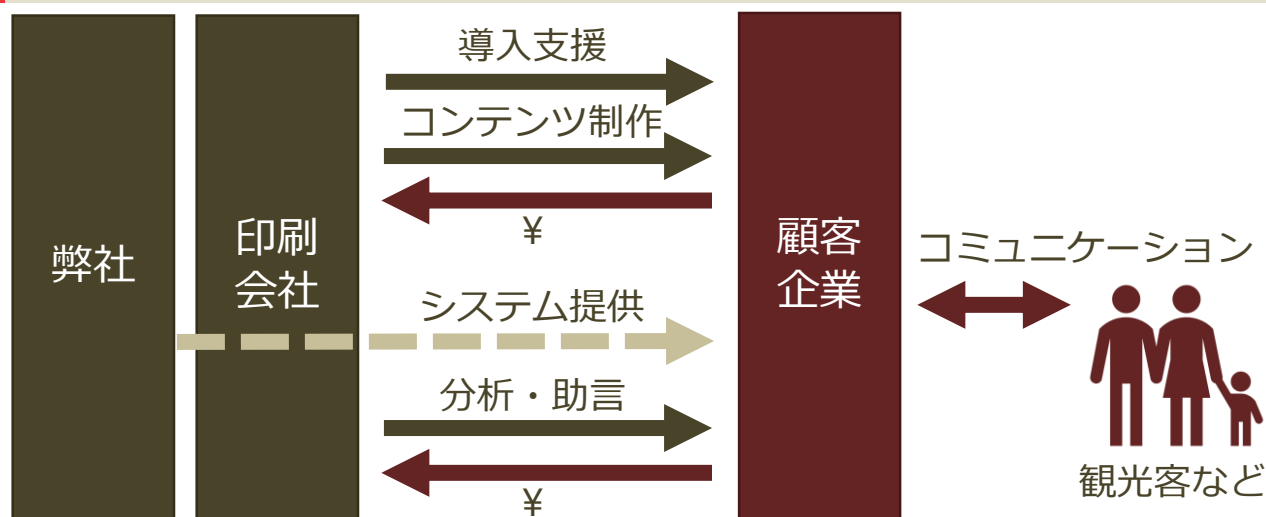 弊社
印刷
会社
導入支援
コンテンツ制作
¥
システム提供
分析・助言
¥
顧客
企業
コミュニケーション
観光客など